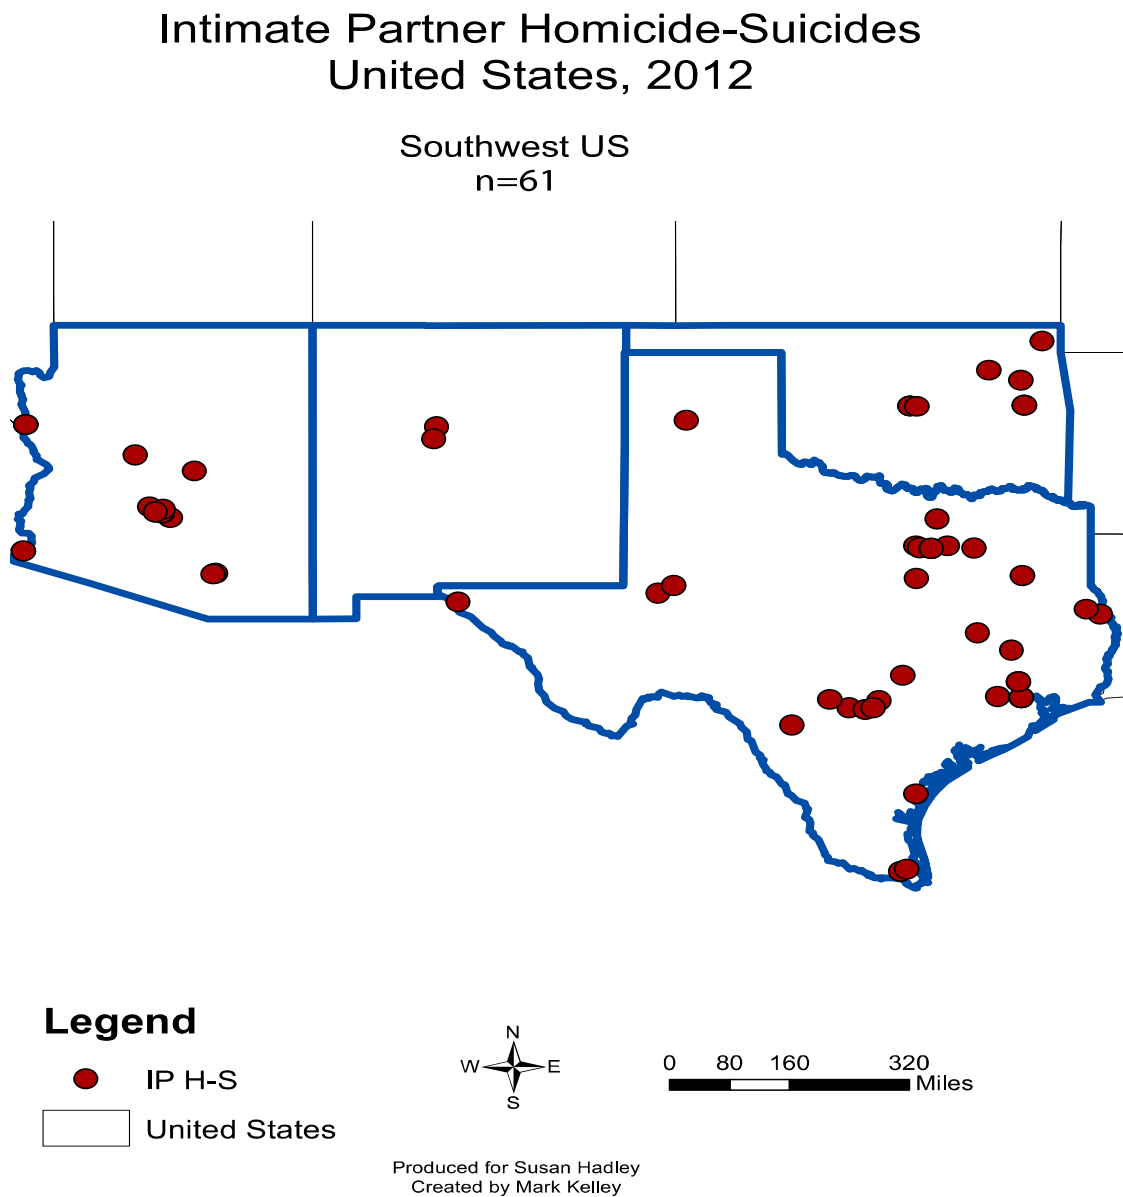 Intimate Partner Homicide-Suicides
United States, 2012
Southwest US
n=61
Legend
IP H-S
United States
N
W E
S
0 80 160 320
Miles
Produced for Susan Hadley
Created by Mark Kelley